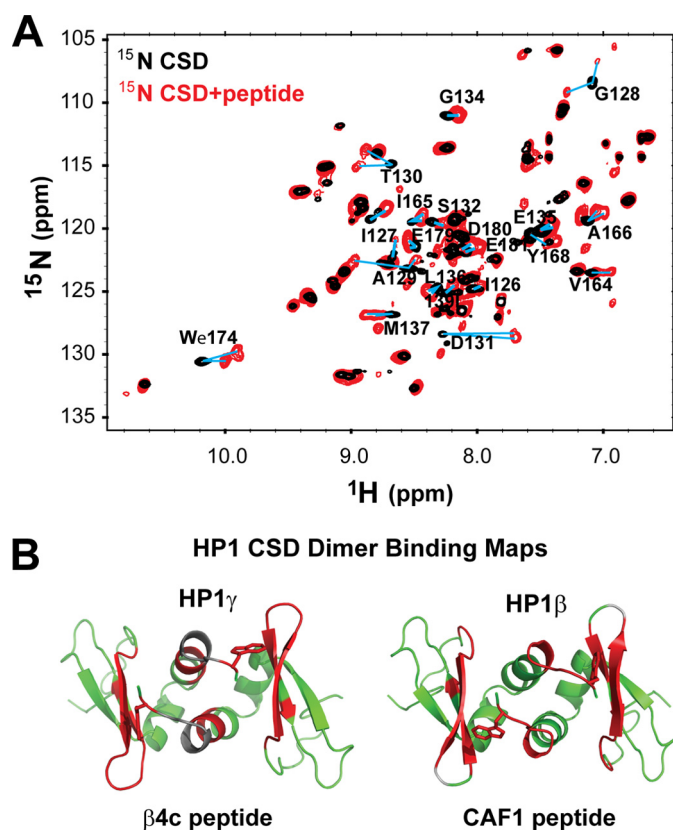 A
¹⁵N CSD
¹⁵N CSD+peptide
105
110
115
120
125
130
135
¹⁵N (ppm)
G134
G128
T130
I165
S132
E135
I127
E179
D180
A166
E181
Y168
A129
L136
I126
V164
139
M137
D131
We174
10.0 9.0 8.0 7.0
¹H (ppm)
B
HP1 CSD Dimer Binding Maps
HP1γ HP1β
β4c peptide CAF1 peptide